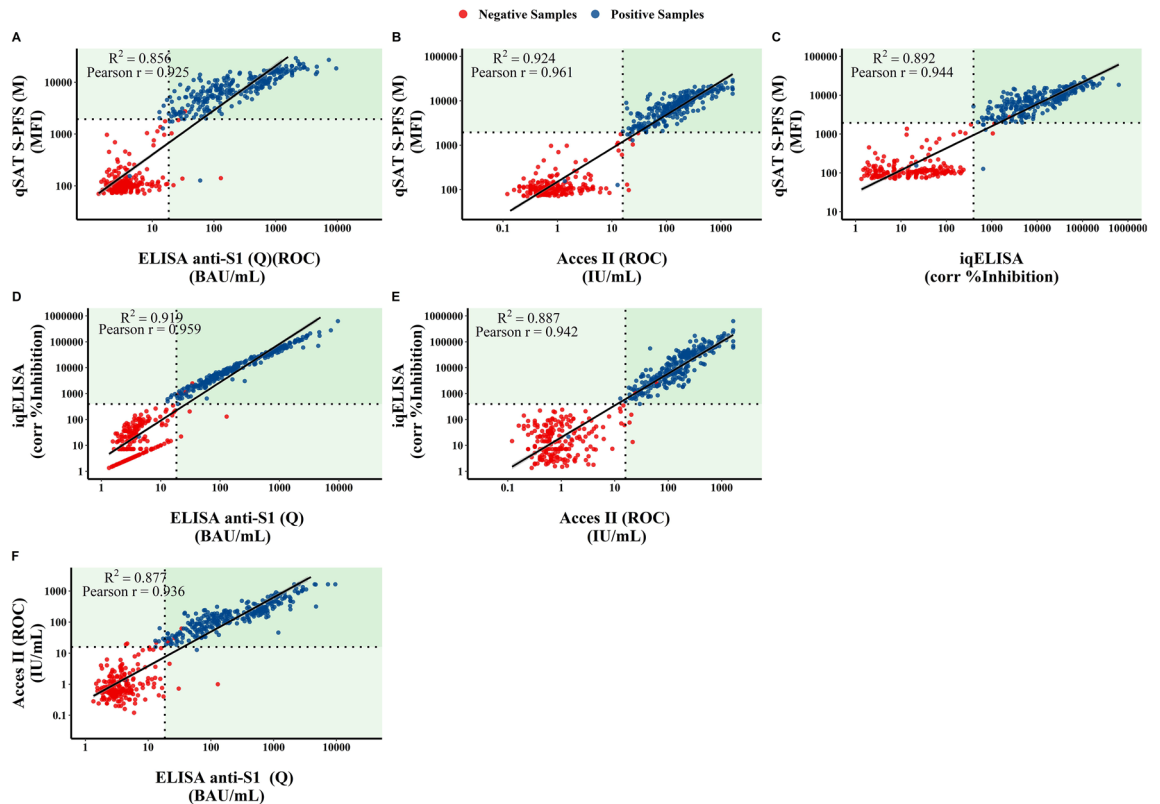 Negative Samples Positive Samples
A
R² = 0.856
Pearson r = 0.925
qSAT S-PFS (M)
(MFI)
10000
1000
100
10 100 1000 10000
ELISA anti-S1 (Q)(ROC)
(BAU/mL)
B
R² = 0.924
Pearson r = 0.961
qSAT S-PFS (M)
(MFI)
10000
1000
100
0.1 1 10 100 1000
Acces II (ROC)
(IU/mL)
C
R² = 0.892
Pearson r = 0.944
qSAT S-PFS (M)
(MFI)
10000
1000
100
10
1 10 100 1000 10000 100000 1000000
iqELISA
(corr %Inhibition)
D
R² = 0.919
Pearson r = 0.959
iqELISA
(corr %Inhibition)
1000000
100000
10000
1000
100
10
1
1 10 100 1000 10000
ELISA anti-S1 (Q)
(BAU/mL)
E
R² = 0.887
Pearson r = 0.942
iqELISA
(corr %Inhibition)
1000000
100000
10000
1000
100
10
1
0.1 1 10 100 1000
Acces II (ROC)
(IU/mL)
F
R² = 0.877
Pearson r = 0.936
Acces II (ROC)
(IU/mL)
1000
100
10
1
0.1
1 10 100 1000 10000
ELISA anti-S1 (Q)
(BAU/mL)